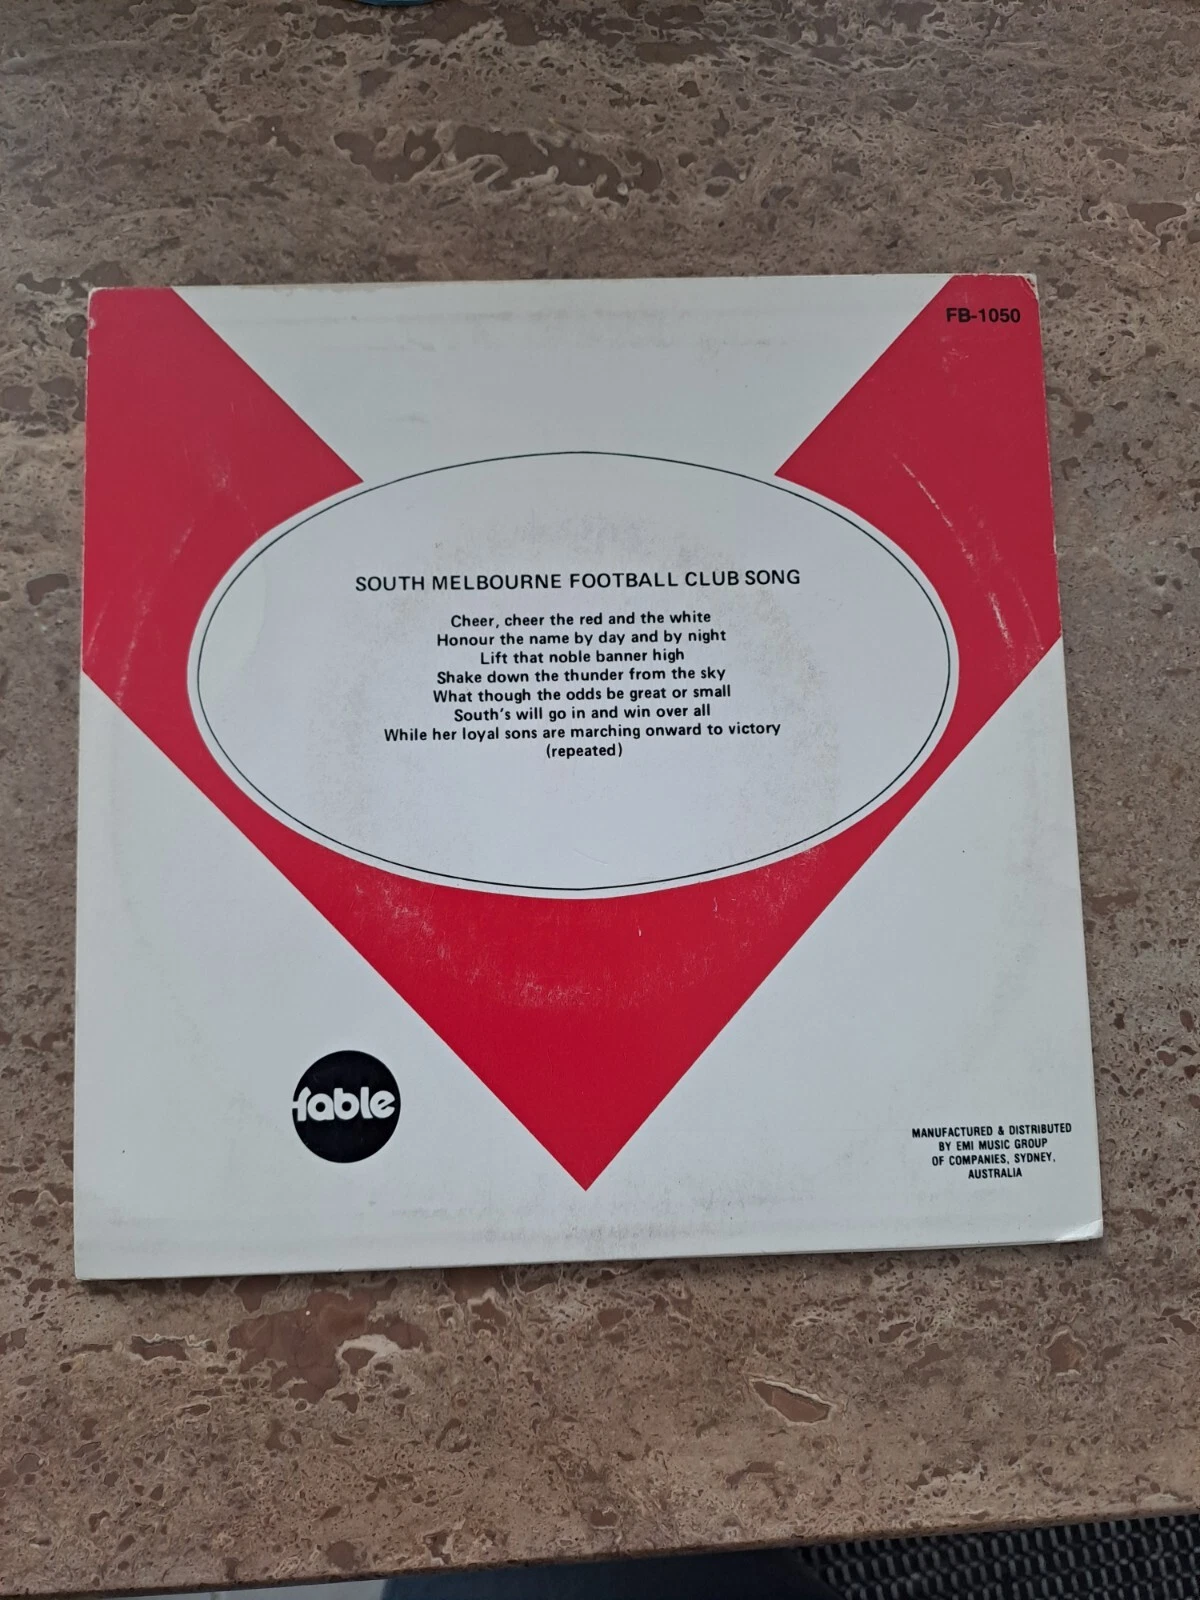 FB-1050
SOUTH MELBOURNE FOOTBALL CLUB SONG
Cheer, cheer the red and the white
Honour the name by day and by night
Lift that noble banner high
Shake down the thunder from the sky
What though the odds be great or small
South's will go in and win over all
While her loyal sons are marching onward to victory
(repeated)
fable
MANUFACTURED & DISTRIBUTED
BY EMI MUSIC GROUP
OF COMPANIES, SYDNEY,
AUSTRALIA